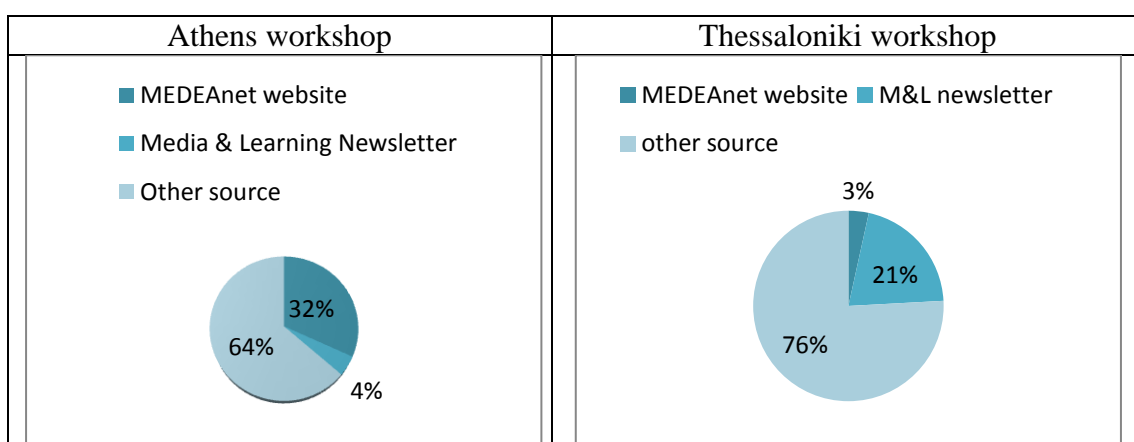 Athens workshop
Thessaloniki workshop
MEDEAnet website
Media & Learning Newsletter
Other source
32%
64%
4%
MEDEAnet website M&L newsletter
other source
3%
21%
76%